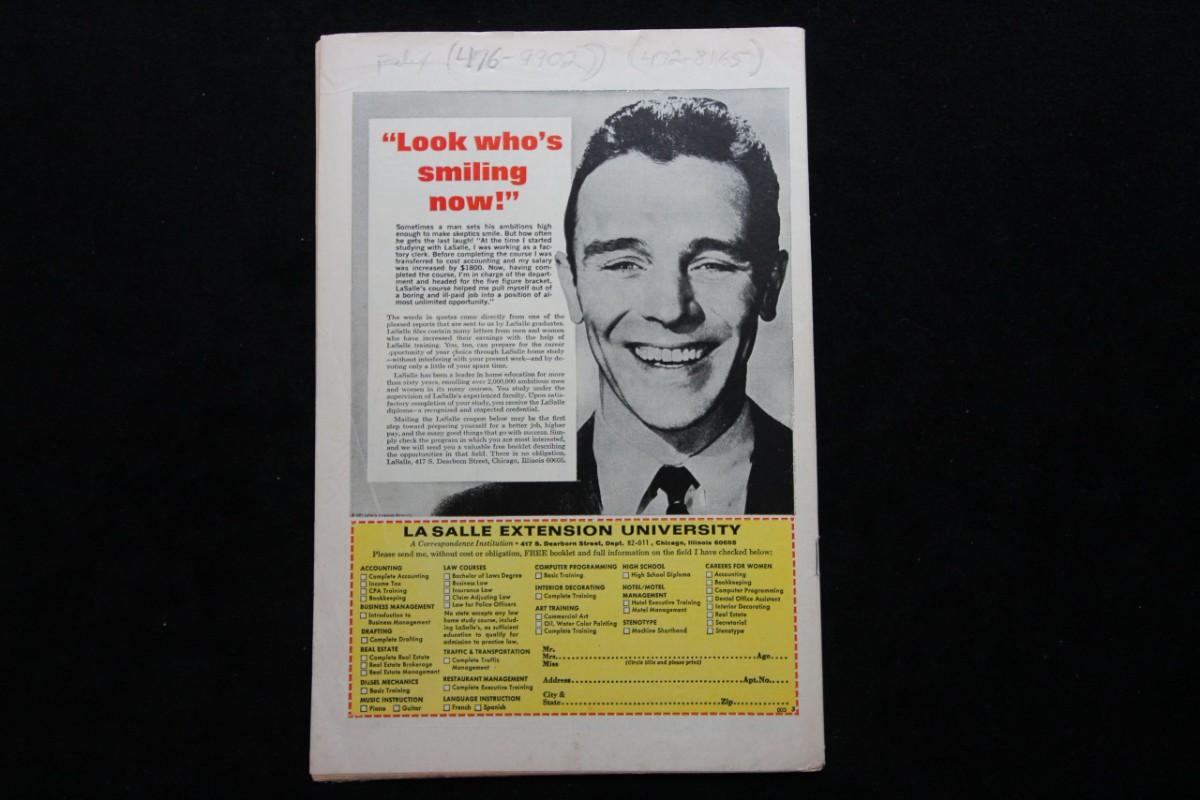 (476-9902) (472-8165)
“Look who’s
smiling
now!”
Sometimes a man sets his ambitions high
enough to make skeptics smile. But how often
he gets the last laugh! “At the time I started
studying with LaSalle, I was working as a fac-
tory clerk. Before completing the course I was
transferred to cost accounting and my salary
was increased by $1800. Now, having com-
pleted the course, I’m in charge of the depart-
ment and headed for the five figure bracket.
LaSalle’s course helped me pull myself out of
a boring and ill-paid job into a position of al-
most unlimited opportunity.”
The words in quotes come directly from one of the
pleased reports that are sent to us by LaSalle graduates.
LaSalle files contain many letters from men and women
who have increased their earnings with the help of
LaSalle training. You, too, can prepare for the career
opportunity of your choice through LaSalle home study
—without interfering with your present work—and by de-
voting only a little of your spare time.
LaSalle has been a leader in home education for more
than sixty years, enrolling over 2,000,000 ambitious men
and women in its many courses. You study under the
supervision of LaSalle’s experienced faculty. Upon satis-
factory completion of your study, you receive the LaSalle
diploma—a recognized and respected credential.
Mailing the LaSalle coupon below may be the first
step toward preparing yourself for a better job, higher
pay, and the many good things that go with success. Sim-
ply check the program in which you are most interested,
and we will send you a valuable free booklet describing
the opportunities in that field. There is no obligation.
LaSalle, 417 S. Dearborn Street, Chicago, Illinois 60605.
LA SALLE EXTENSION UNIVERSITY
A Correspondence Institution • 417 S. Dearborn Street, Dept. 82-011, Chicago, Illinois 60605
Please send me, without cost or obligation, FREE booklet and full information on the field I have checked below:
ACCOUNTING
Complete Accounting
Income Tax
CPA Training
Bookkeeping
BUSINESS MANAGEMENT
Introduction to
Business Management
DRAFTING
Complete Drafting
REAL ESTATE
Complete Real Estate
Real Estate Brokerage
Real Estate Management
DIESEL MECHANICS
Basic Training
MUSIC INSTRUCTION
Piano Guitar
LAW COURSES
Bachelor of Laws Degree
Business Law
Insurance Law
Claim Adjusting Law
Law for Police Officers
No state accepts any law
home study course, includ-
ing LaSalle’s, as sufficient
education to qualify for
admission to practice law.
TRAFFIC & TRANSPORTATION
Complete Traffic
Management
RESTAURANT MANAGEMENT
Complete Executive Training
LANGUAGE INSTRUCTION
French Spanish
COMPUTER PROGRAMMING
Basic Training
INTERIOR DECORATING
Complete Training
ART TRAINING
Commercial Art
Oil, Water Color Painting
Complete Training
HIGH SCHOOL
High School Diploma
HOTEL/MOTEL
MANAGEMENT
Hotel Executive Training
Motel Management
STENOTYPE
Machine Shorthand
CAREERS FOR WOMEN
Accounting
Bookkeeping
Computer Programming
Dental Office Assistant
Interior Decorating
Real Estate
Secretarial
Stenotype
Mr.
Mrs. Age
Miss (Circle title and please print)
Address Apt. No.
City &
State Zip